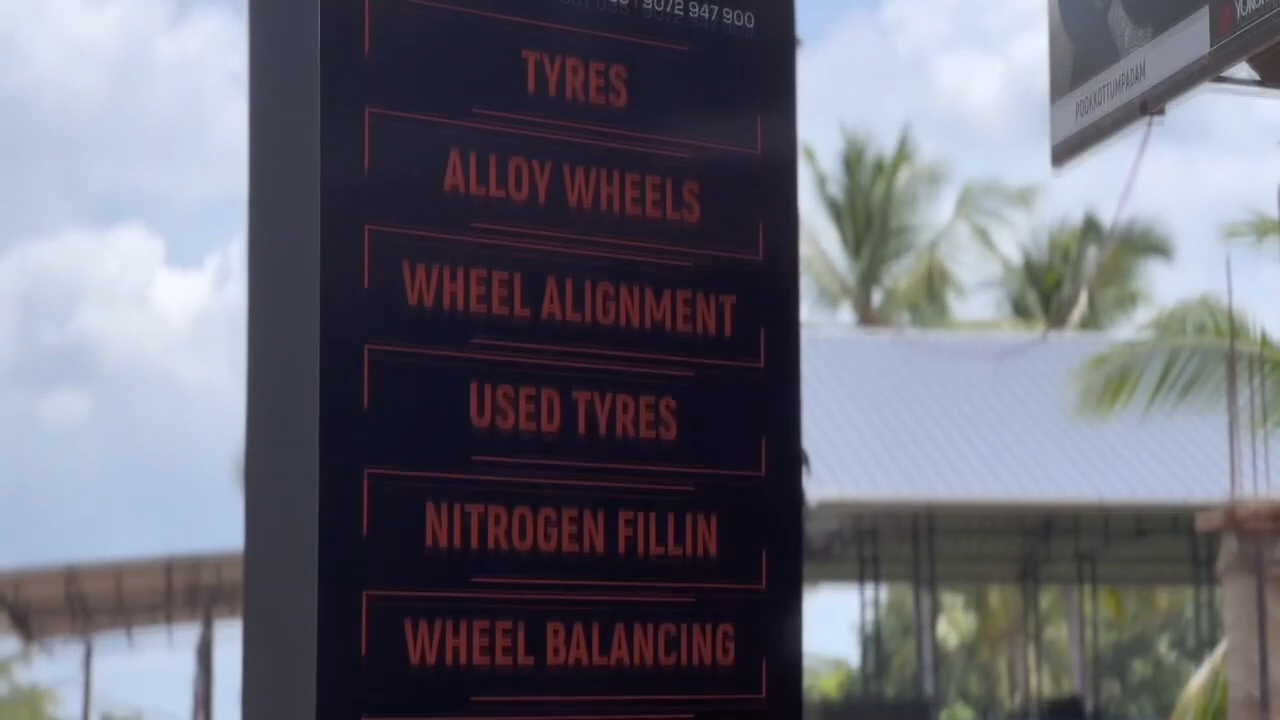 9072 947 900
TYRES
ALLOY WHEELS
WHEEL ALIGNMENT
USED TYRES
NITROGEN FILLIN
WHEEL BALANCING
POOKKOTTUMPADAM